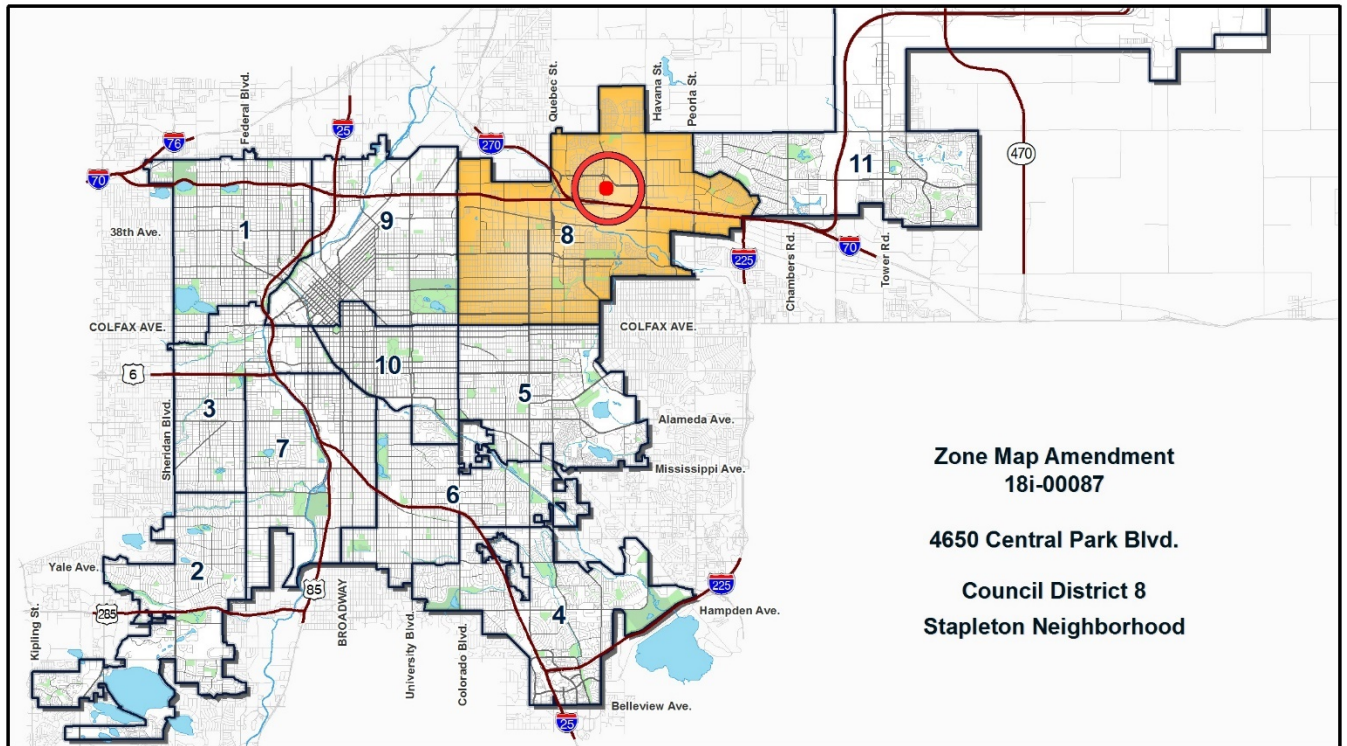 Federal Blvd.
Quebec St.
Havana St.
Peoria St.
25
76
270
70
470
11
9
38th Ave.
1
8
225
70
Chambers Rd.
Tower Rd.
COLFAX AVE.
COLFAX AVE.
10
6
5
3
Sheridan Blvd.
Alameda Ave.
7
Mississippi Ave.
6
Zone Map Amendment
18i-00087
4650 Central Park Blvd.
Council District 8
Stapleton Neighborhood
Yale Ave.
2
85
BROADWAY
University Blvd.
Colorado Blvd.
4
225
Hampden Ave.
285
Kipling St.
Belleview Ave.
25